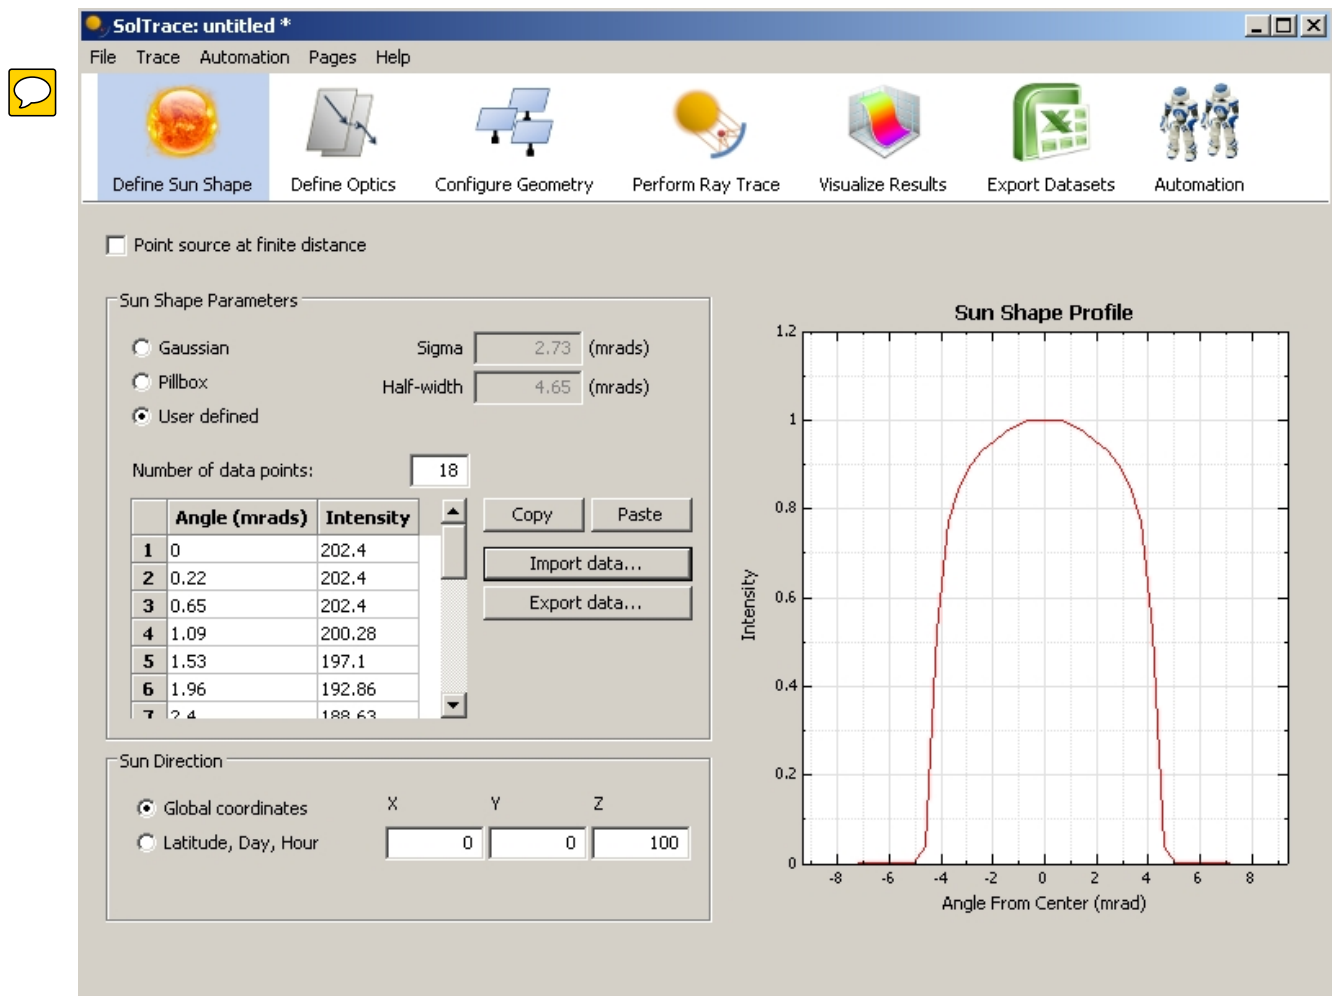 SolTrace: untitled *
File Trace Automation Pages Help
Define Sun Shape Define Optics Configure Geometry Perform Ray Trace Visualize Results Export Datasets Automation
Point source at finite distance
Sun Shape Parameters
Gaussian Sigma 2.73 (mrads)
Pillbox Half-width 4.65 (mrads)
User defined
Number of data points: 18
Angle (mrads) Intensity
1 0 202.4
2 0.22 202.4
3 0.65 202.4
4 1.09 200.28
5 1.53 197.1
6 1.96 192.86
7 2.4 188.63
Copy Paste
Import data...
Export data...
Sun Direction
Global coordinates X Y Z
Latitude, Day, Hour 0 0 100
Sun Shape Profile
1.2
1
0.8
0.6
0.4
0.2
0
Intensity
-8 -6 -4 -2 0 2 4 6 8
Angle From Center (mrad)